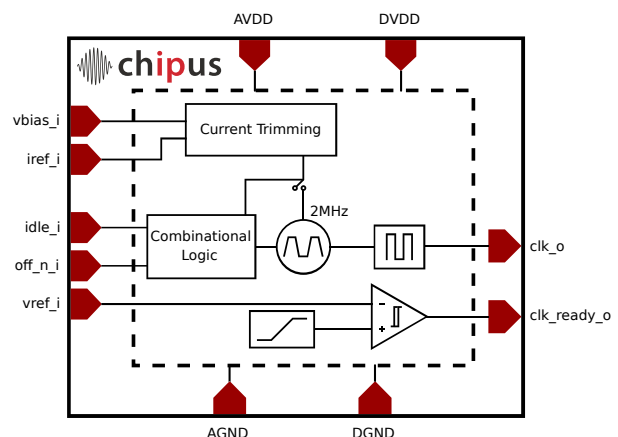 AVDD
DVDD
chipus
vbias_i
Current Trimming
iref_i
2MHz
idle_i
Combinational
Logic
clk_o
off_n_i
vref_i
-
clk_ready_o
+
AGND
DGND